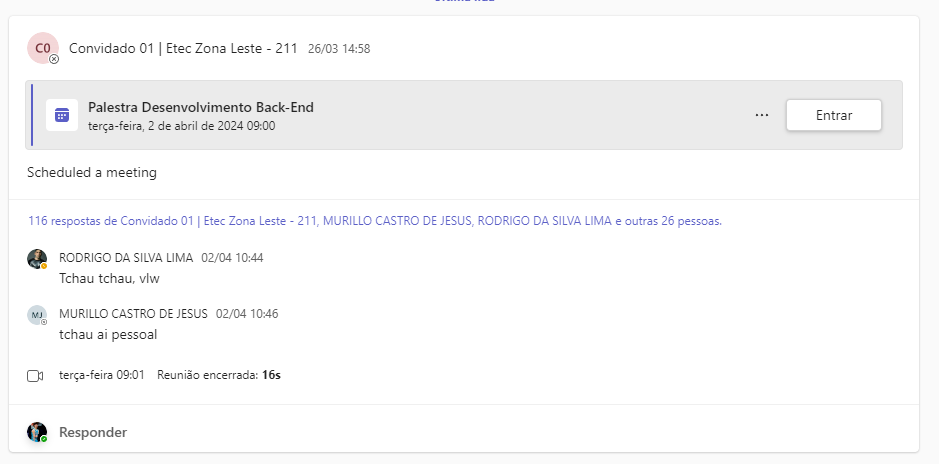 C0 Convidado 01 | Etec Zona Leste - 211 26/03 14:58
Palestra Desenvolvimento Back-End
terça-feira, 2 de abril de 2024 09:00
... Entrar
Scheduled a meeting
116 respostas de Convidado 01 | Etec Zona Leste - 211, MURILLO CASTRO DE JESUS, RODRIGO DA SILVA LIMA e outras 26 pessoas.
RODRIGO DA SILVA LIMA 02/04 10:44
Tchau tchau, vlw
MJ MURILLO CASTRO DE JESUS 02/04 10:46
tchau ai pessoal
terça-feira 09:01 Reunião encerrada: 16s
Responder